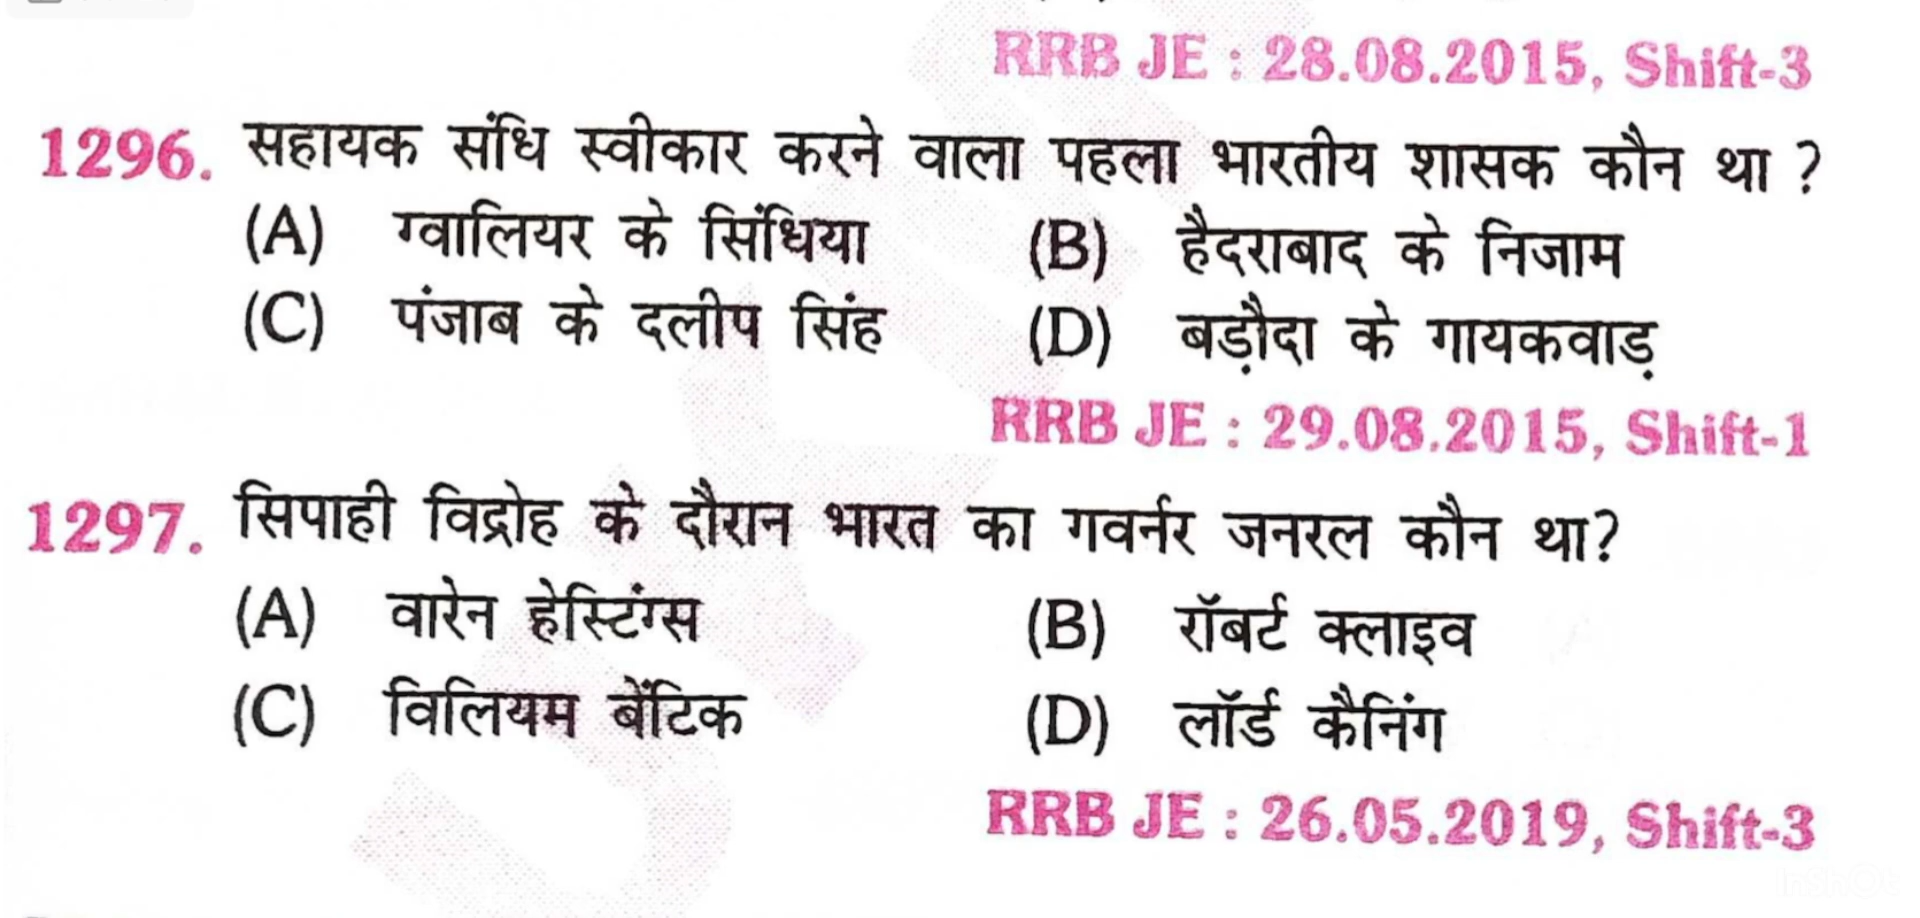 RRB JE : 28.08.2015, Shift-3
1296. सहायक संधि स्वीकार करने वाला पहला भारतीय शासक कौन था ?
(A) ग्वालियर के सिंधिया (B) हैदराबाद के निजाम
(C) पंजाब के दलीप सिंह (D) बड़ौदा के गायकवाड़
RRB JE : 29.08.2015, Shift-1
1297. सिपाही विद्रोह के दौरान भारत का गवर्नर जनरल कौन था?
(A) वारेन हेस्टिंग्स (B) रॉबर्ट क्लाइव
(C) विलियम बेंटिक (D) लॉर्ड कैनिंग
RRB JE : 26.05.2019, Shift-3
InShOt